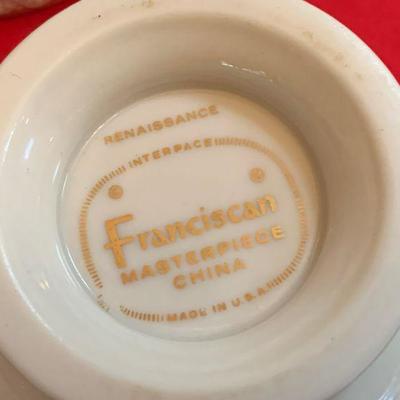 RENAISSANCE
INTERPACE
Franciscan
MASTERPIECE
CHINA
MADE IN U.S.A.